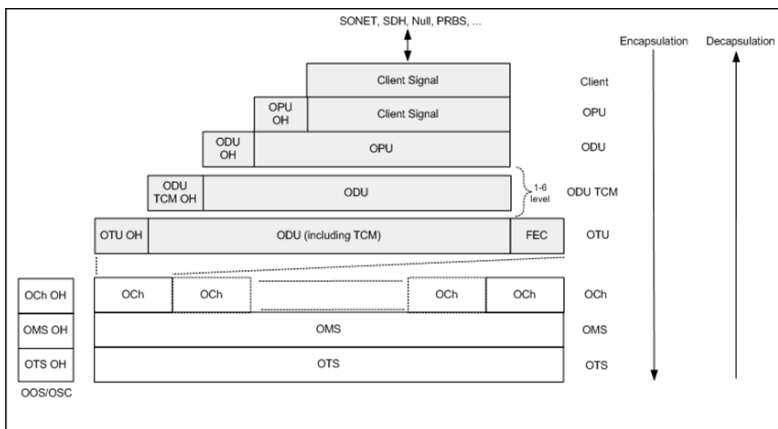 SONET, SDH, Null, PRBS, ...
Encapsulation
Decapsulation
Client Signal
Client
OPU
OH
Client Signal
OPU
ODU
OH
OPU
ODU
ODU
TCM OH
ODU
1-6
level
ODU TCM
OTU OH
ODU (including TCM)
FEC
OTU
OCh OH
OCh
OCh
OCh
OCh
OCh
OMS OH
OMS
OMS
OTS OH
OTS
OTS
OOS/OSC